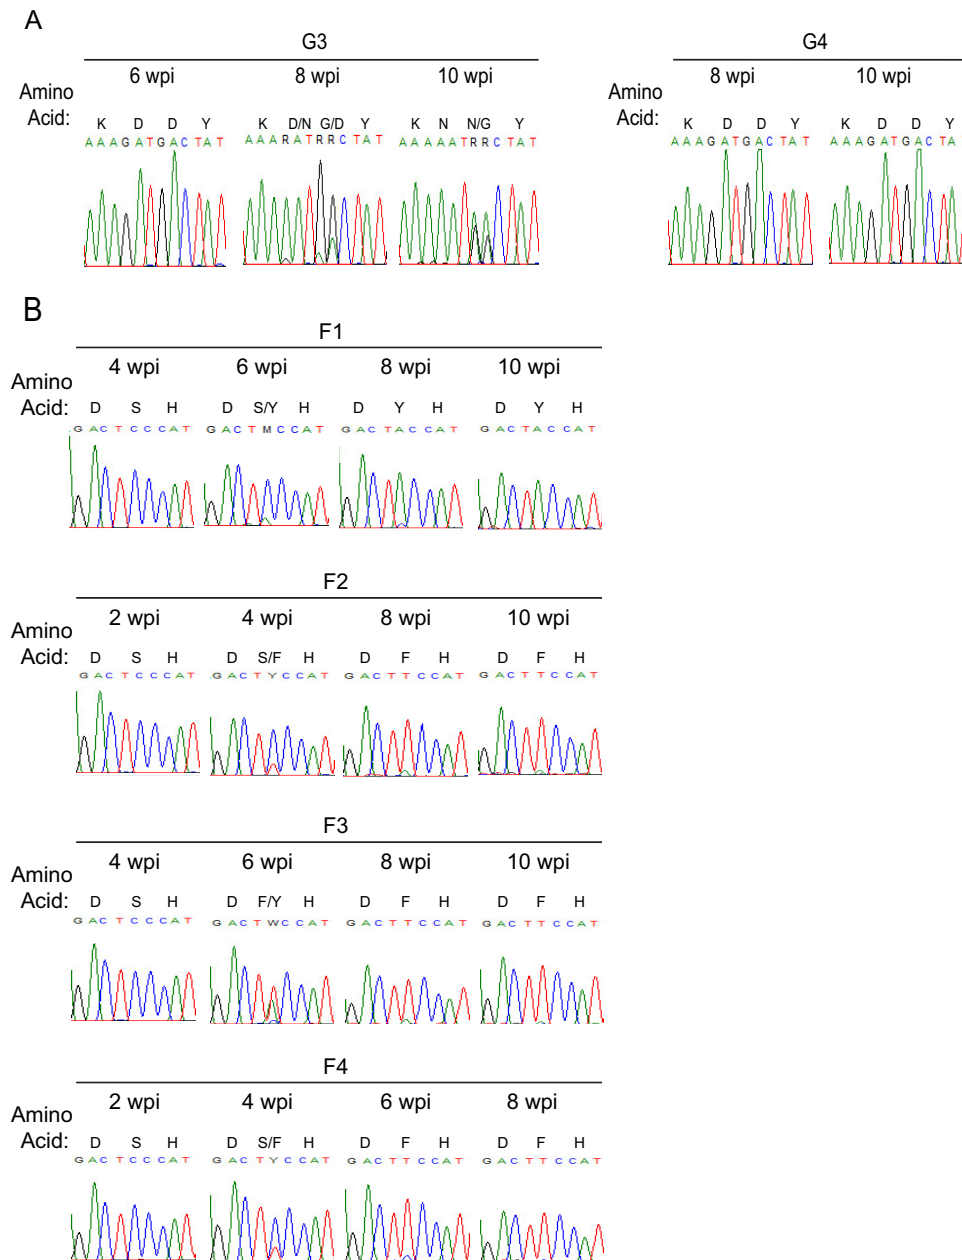 A
G3 G4
6 wpi 8 wpi 10 wpi 8 wpi 10 wpi
Amino Amino
Acid: K D D Y K D/N G/D Y K N N/G Y Acid: K D D Y K D D Y
AAAGATGACTAT AAARATRRCTAT AAAAATRRCTAT AAAGATGACTAT AAAGATGACTA
B
F1
4 wpi 6 wpi 8 wpi 10 wpi
Amino
Acid: D S H D S/Y H D Y H D Y H
GACTCCCAT GACTMCCAT GACTACCAT GACTACCAT
F2
2 wpi 4 wpi 8 wpi 10 wpi
Amino
Acid: D S H D S/F H D F H D F H
GACTCCCAT GACTYCCAT GACTTCCAT GACTTCCAT
F3
4 wpi 6 wpi 8 wpi 10 wpi
Amino
Acid: D S H D F/Y H D F H D F H
GACTCCCAT GACTWCCAT GACTTCCAT GACTTCCAT
F4
2 wpi 4 wpi 6 wpi 8 wpi
Amino
Acid: D S H D S/F H D F H D F H
GACTCCCAT GACTYCCAT GACTTCCAT GACTTCCAT